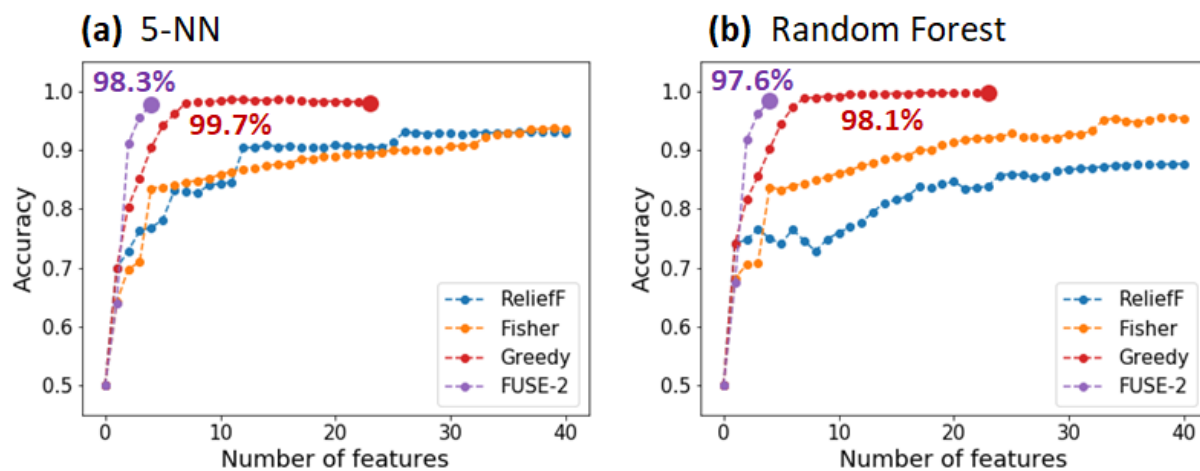 (a) 5-NN
98.3%
99.7%
1.0
0.9
0.8
0.7
0.6
0.5
Accuracy
0 10 20 30 40
Number of features
ReliefF
Fisher
Greedy
FUSE-2
(b) Random Forest
97.6%
98.1%
1.0
0.9
0.8
0.7
0.6
0.5
Accuracy
0 10 20 30 40
Number of features
ReliefF
Fisher
Greedy
FUSE-2